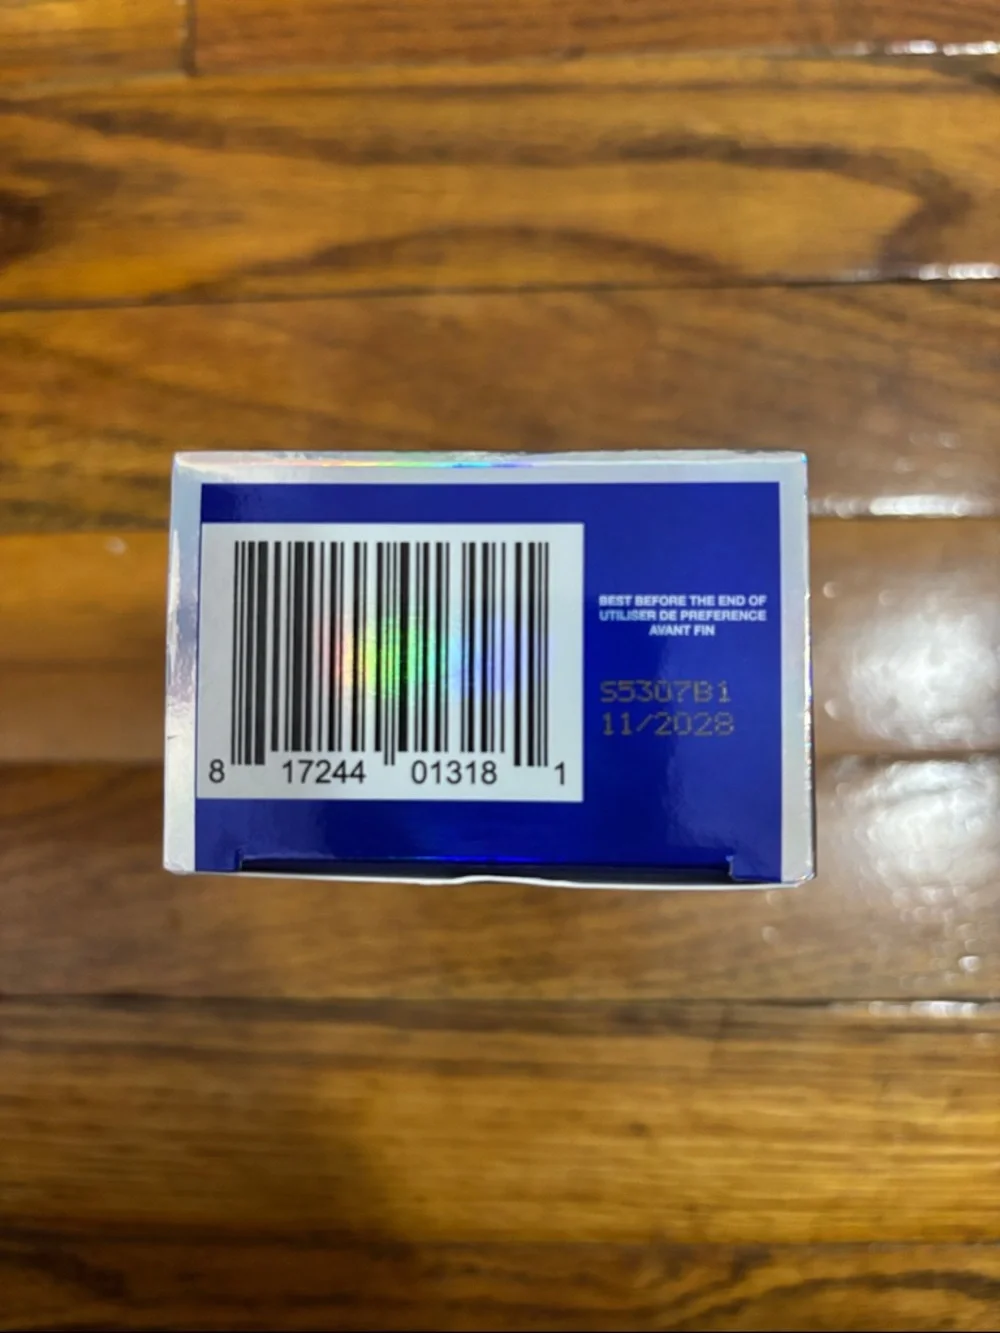 8 17244 01318 1
BEST BEFORE THE END OF
UTILISER DE PREFERENCE
AVANT FIN
S5307B1
11/2028